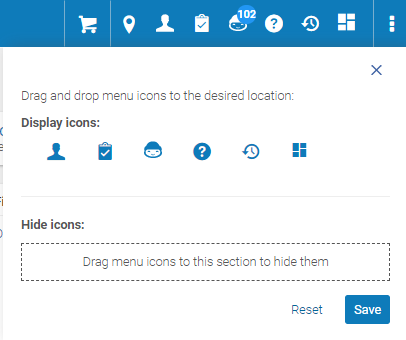 102
Drag and drop menu icons to the desired location:
Display icons:
Hide icons:
Drag menu icons to this section to hide them
Reset
Save